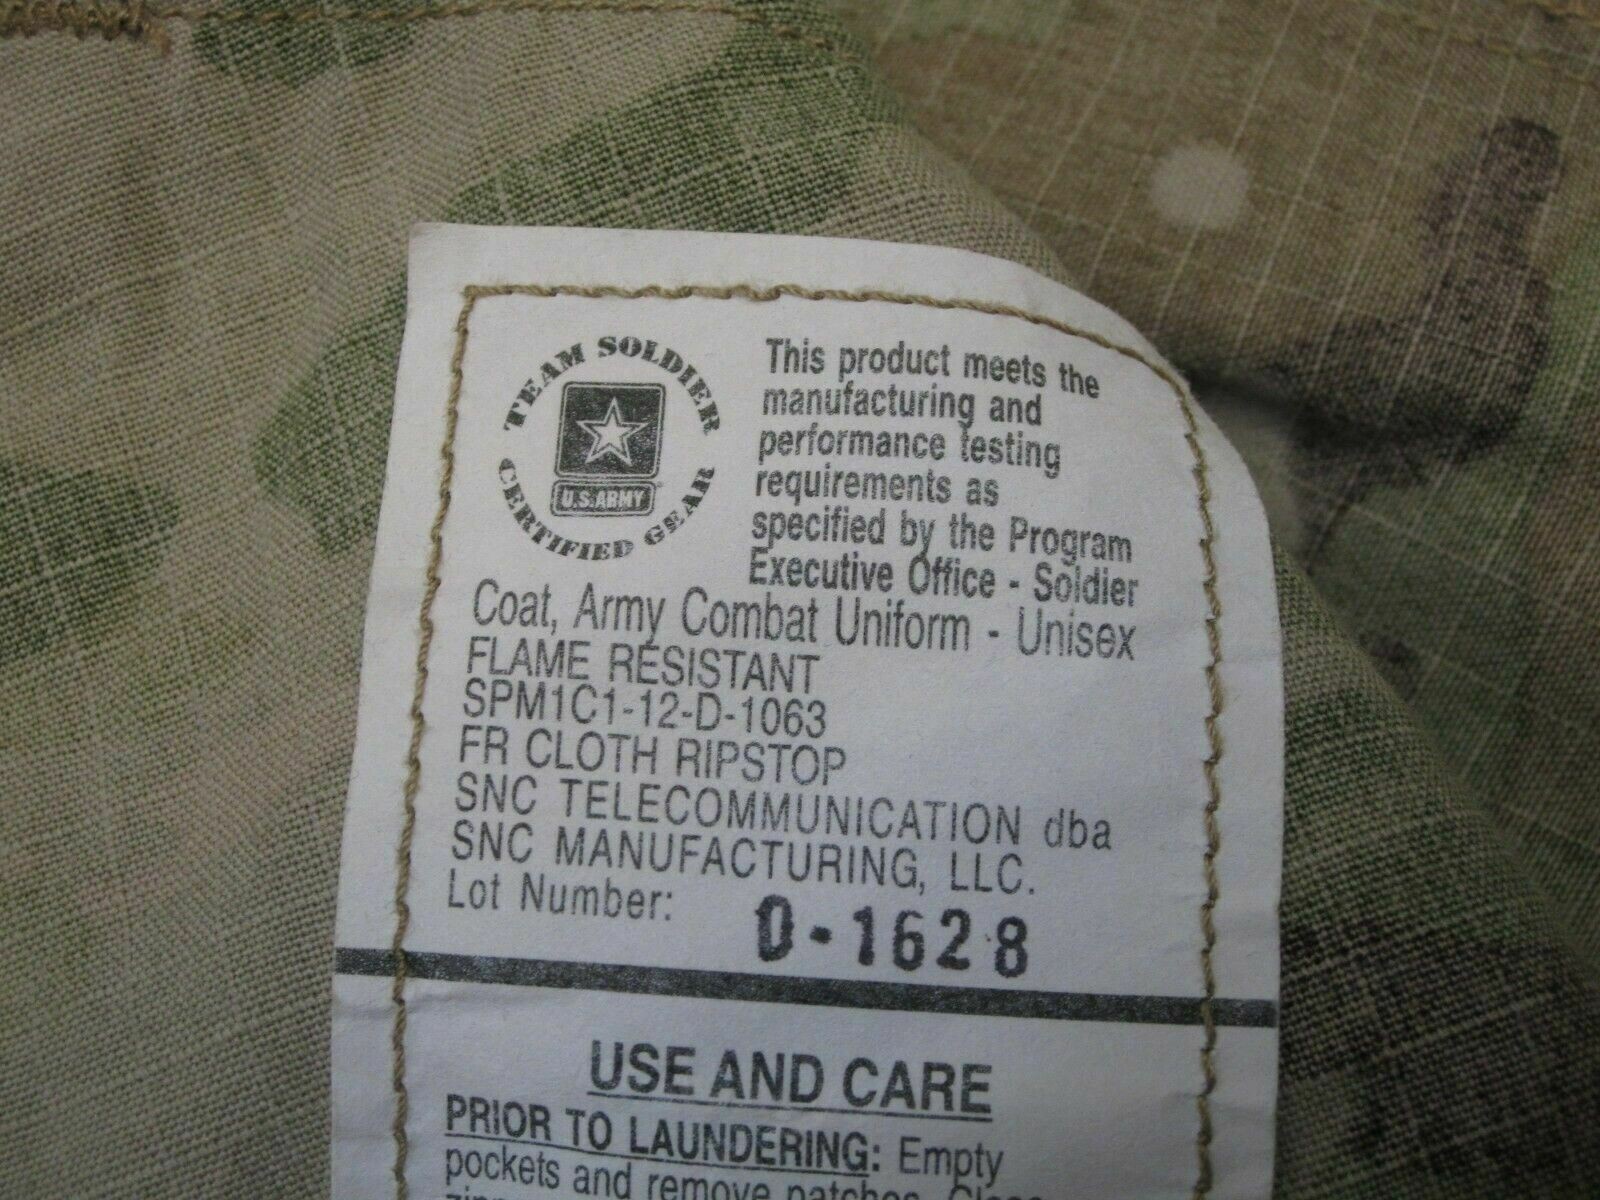 TEAM SOLDIER
CERTIFIED GEAR
U.S. ARMY
This product meets the
manufacturing and
performance testing
requirements as
specified by the Program
Executive Office - Soldier
Coat, Army Combat Uniform - Unisex
FLAME RESISTANT
SPM1C1-12-D-1063
FR CLOTH RIPSTOP
SNC TELECOMMUNICATION dba
SNC MANUFACTURING, LLC.
Lot Number: 0-1628
USE AND CARE
PRIOR TO LAUNDERING: Empty
pockets and remove patches. Close